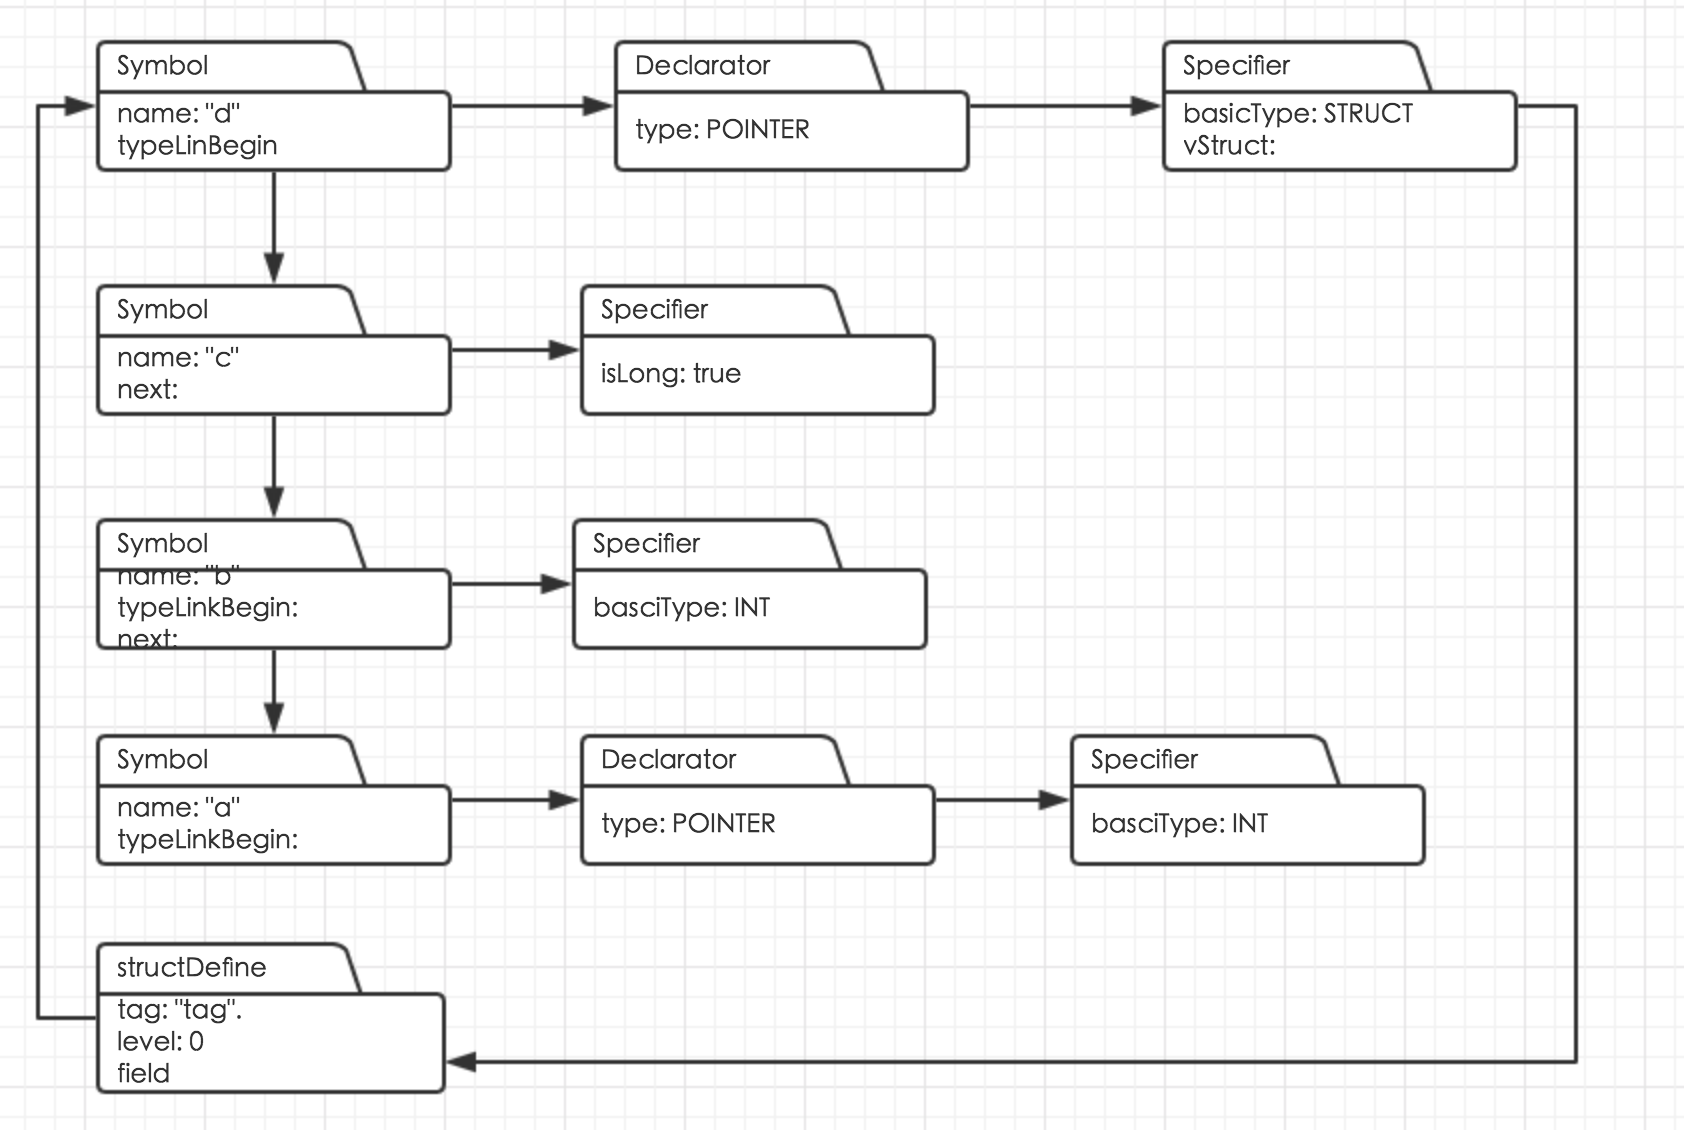 Symbol
name: "d"
typeLinBegin
Declarator
type: POINTER
Specifier
basicType: STRUCT
vStruct:
Symbol
name: "c"
next:
Specifier
isLong: true
Symbol
name: "b"
typeLinkBegin:
next:
Specifier
basciType: INT
Symbol
name: "a"
typeLinkBegin:
Declarator
type: POINTER
Specifier
basciType: INT
structDefine
tag: "tag".
level: 0
field